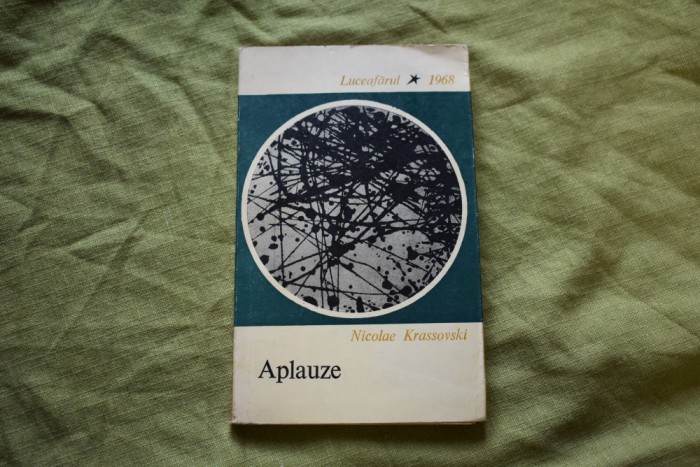 Luceafărul ★ 1968
Nicolae Krassovski
Aplauze